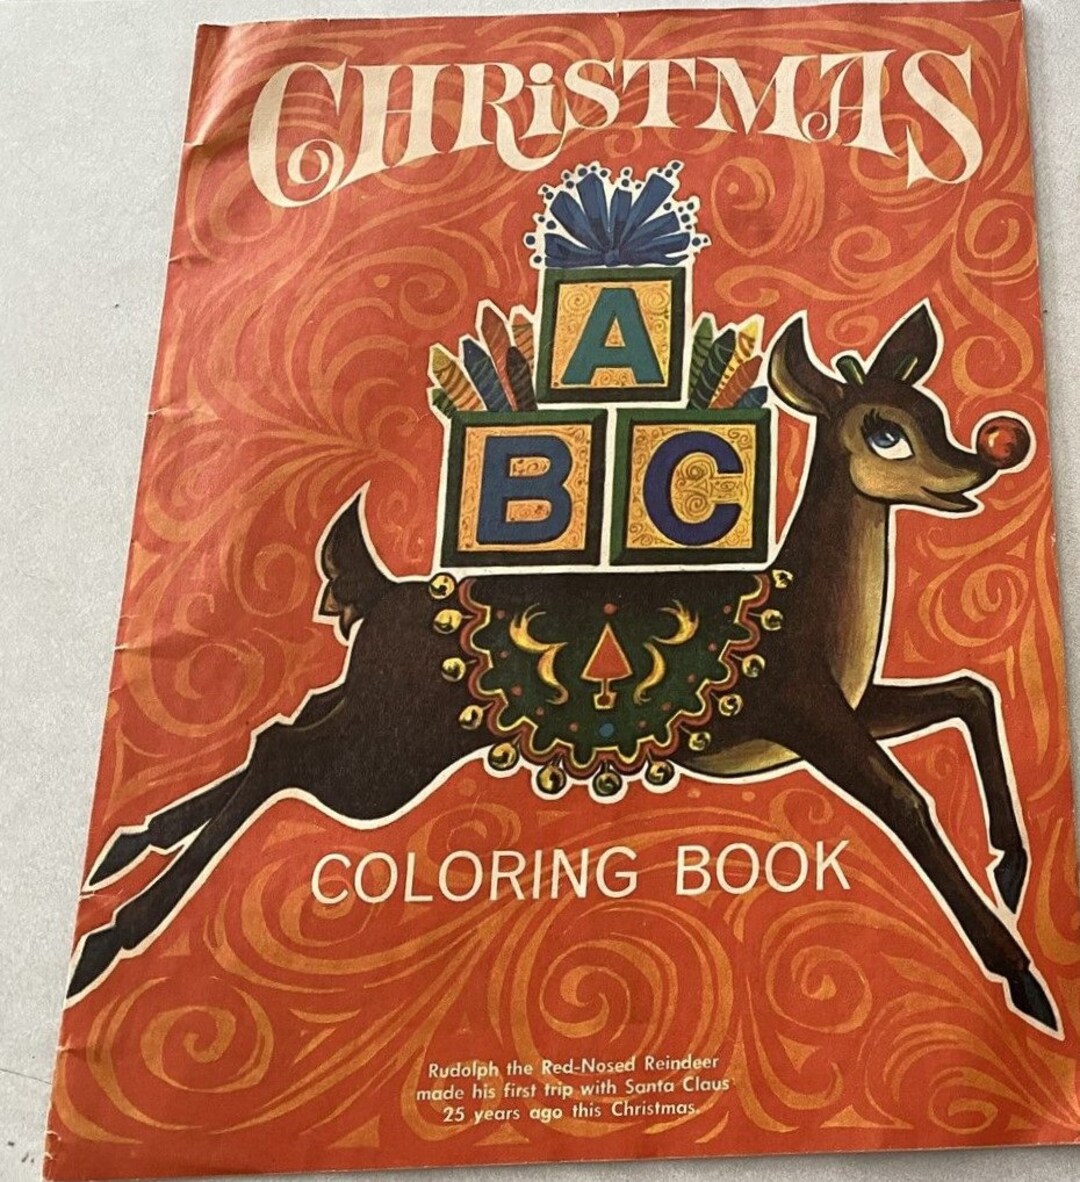 CHRiSTMAS
A
B C
COLORING BOOK
Rudolph the Red-Nosed Reindeer
made his first trip with Santa Claus
25 years ago this Christmas.